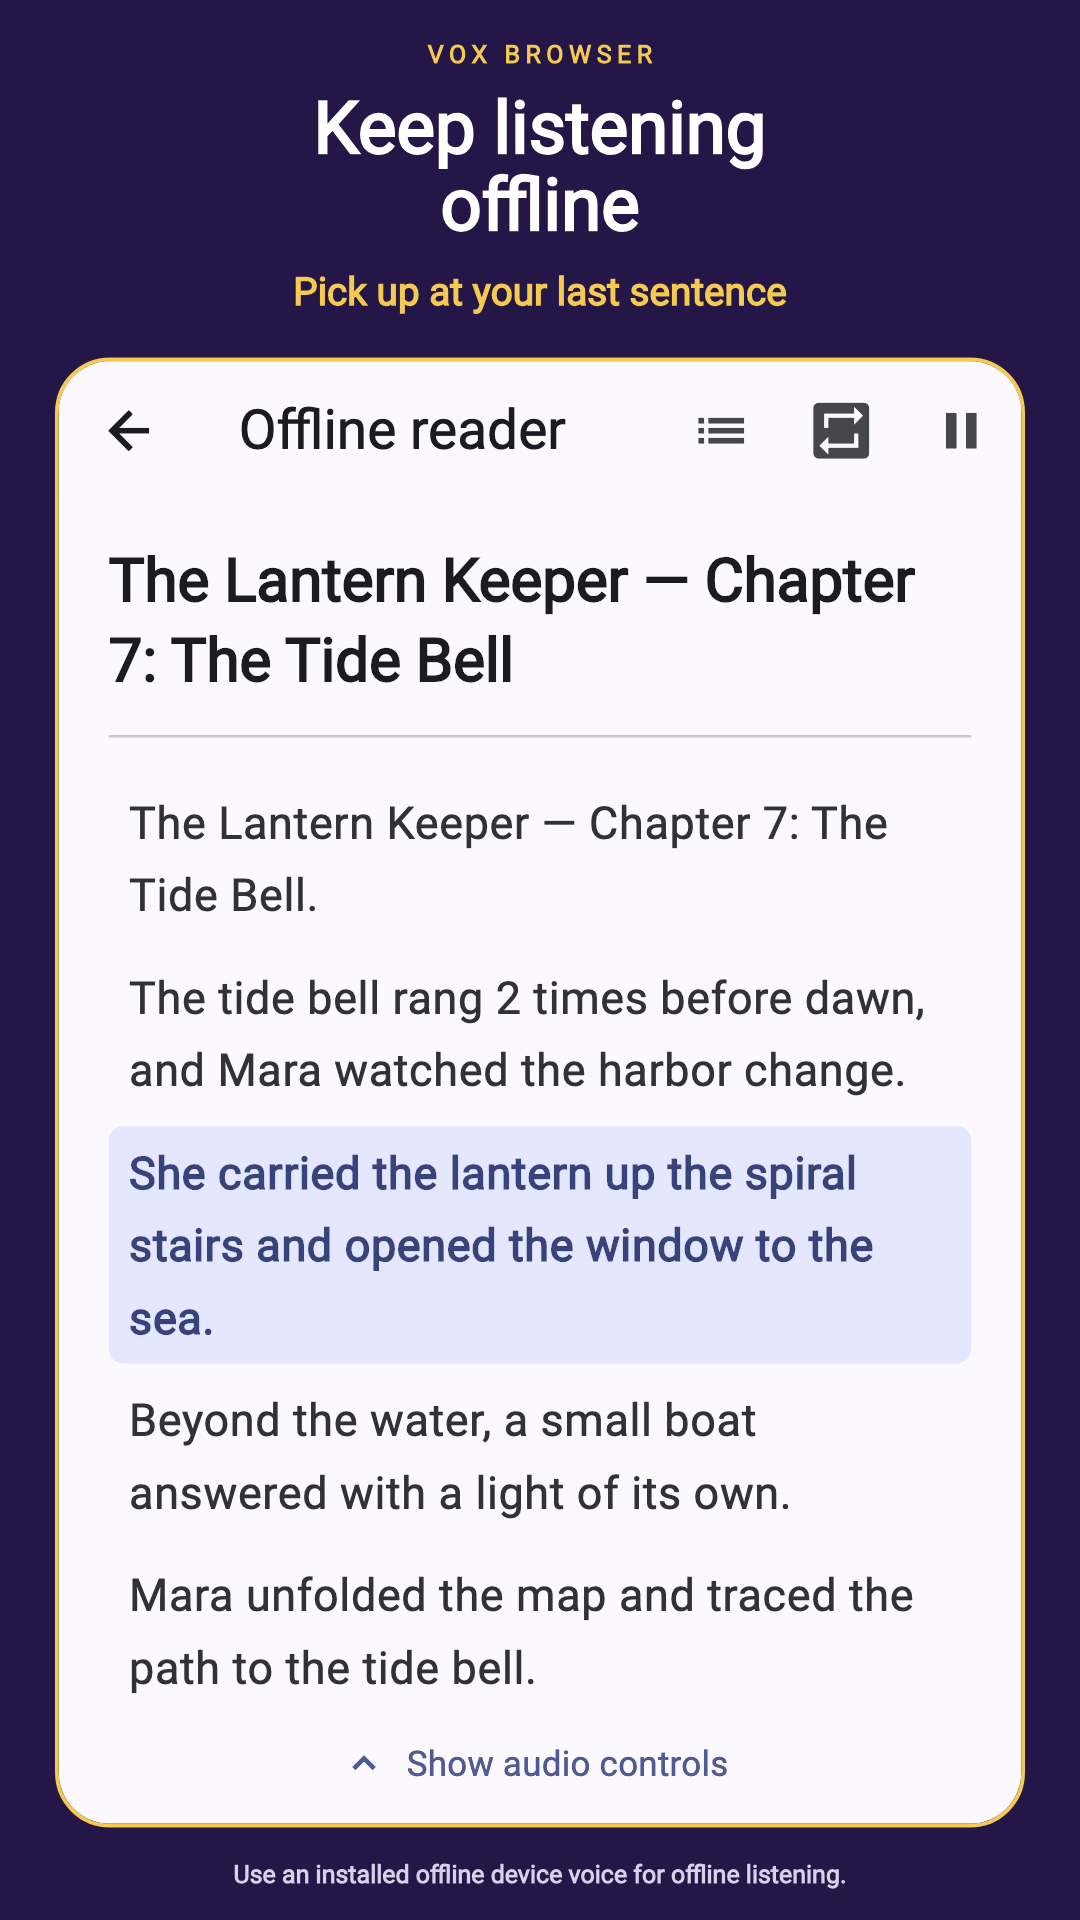 VOX BROWSER
Keep listening
offline
Pick up at your last sentence
Offline reader
The Lantern Keeper — Chapter
7: The Tide Bell
The Lantern Keeper — Chapter 7: The
Tide Bell.
The tide bell rang 2 times before dawn,
and Mara watched the harbor change.
She carried the lantern up the spiral
stairs and opened the window to the
sea.
Beyond the water, a small boat
answered with a light of its own.
Mara unfolded the map and traced the
path to the tide bell.
Show audio controls
Use an installed offline device voice for offline listening.